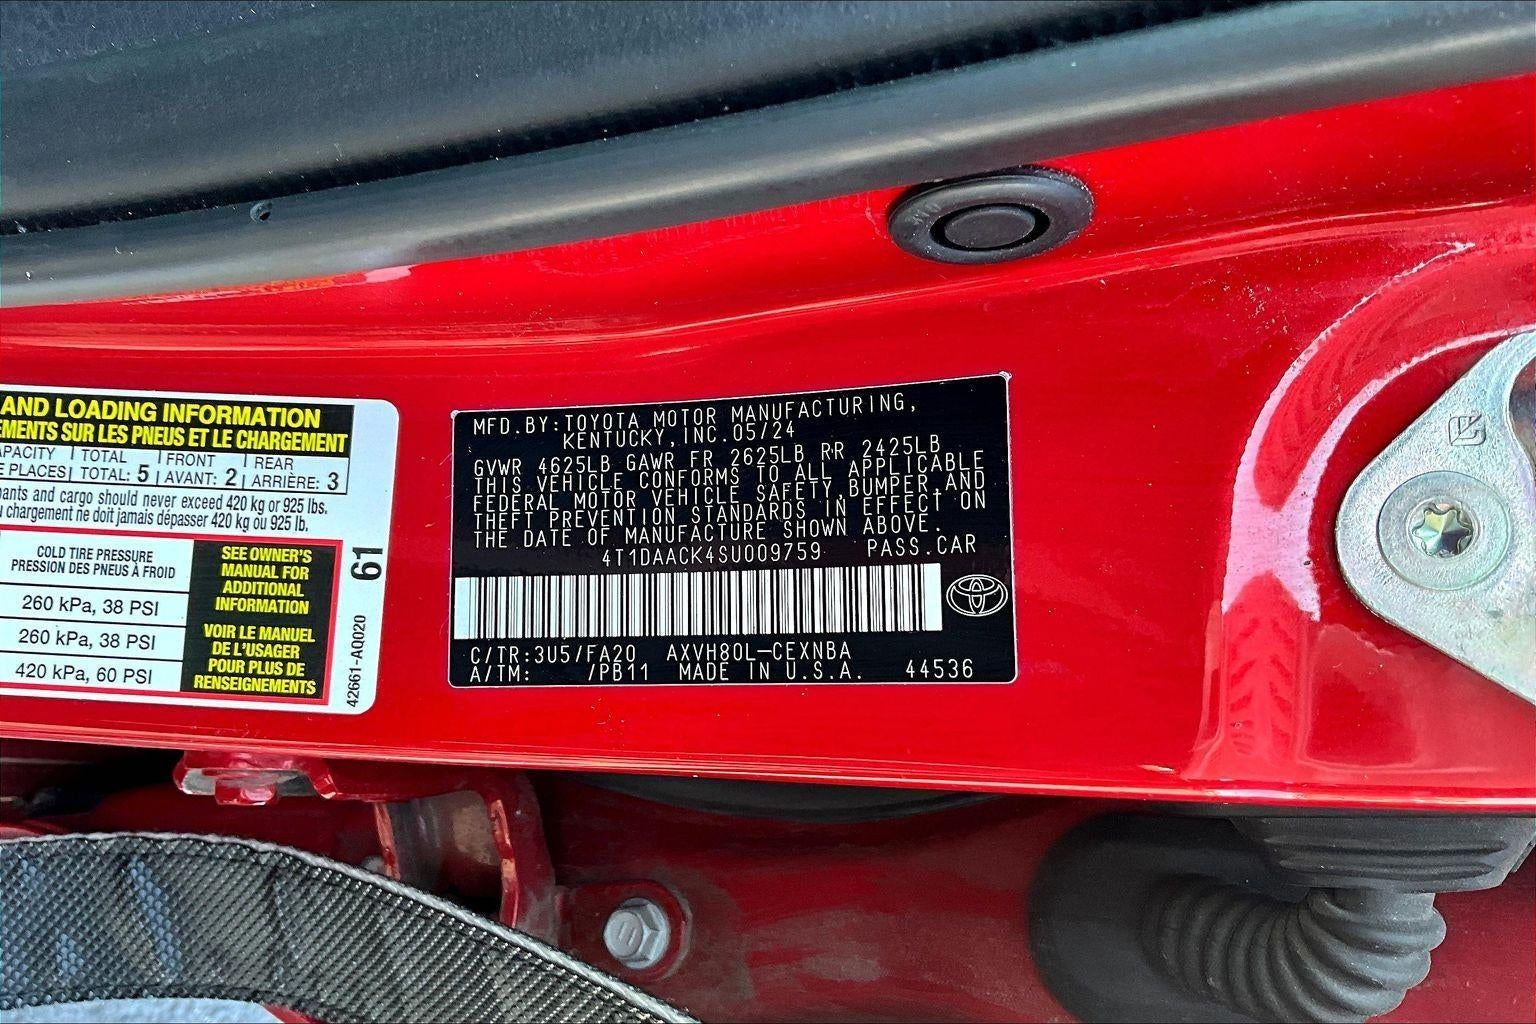 AND LOADING INFORMATION
EMENTS SUR LES PNEUS ET LE CHARGEMENT
APACITY TOTAL FRONT REAR
E PLACES TOTAL: 5 AVANT: 2 ARRIÈRE: 3
pants and cargo should never exceed 420 kg or 925 lbs.
u chargement ne doit jamais dépasser 420 kg ou 925 lb.
COLD TIRE PRESSURE
PRESSION DES PNEUS À FROID
260 kPa, 38 PSI
260 kPa, 38 PSI
420 kPa, 60 PSI
SEE OWNER'S
MANUAL FOR
ADDITIONAL
INFORMATION
VOIR LE MANUEL
DE L'USAGER
POUR PLUS DE
RENSEIGNEMENTS
61
42661-AQ020
MFD.BY:TOYOTA MOTOR MANUFACTURING,
KENTUCKY,INC.05/24
GVWR 4625LB GAWR FR 2625LB RR 2425LB
THIS VEHICLE CONFORMS TO ALL APPLICABLE
FEDERAL MOTOR VEHICLE SAFETY,BUMPER,AND
THEFT PREVENTION STANDARDS IN EFFECT ON
THE DATE OF MANUFACTURE SHOWN ABOVE.
4T1DAACK4SU009759 PASS.CAR
C/TR:3U5/FA20 AXVH80L-CEXNBA
A/TM: /PB11 MADE IN U.S.A. 44536